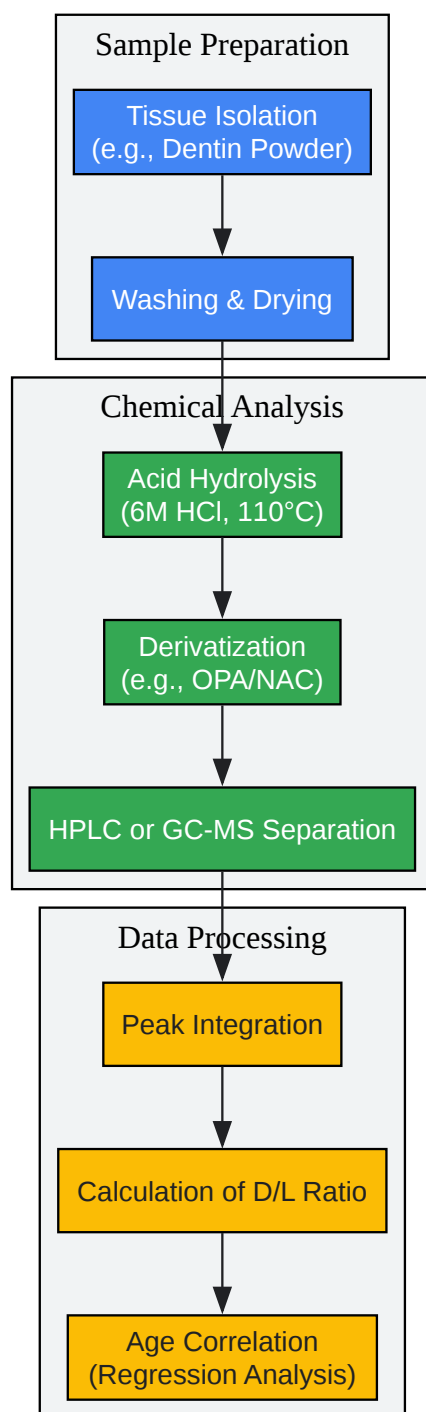 Sample Preparation
Tissue Isolation
(e.g., Dentin Powder)
Washing & Drying
Chemical Analysis
Acid Hydrolysis
(6M HCl, 110°C)
Derivatization
(e.g., OPA/NAC)
HPLC or GC-MS Separation
Data Processing
Peak Integration
Calculation of D/L Ratio
Age Correlation
(Regression Analysis)